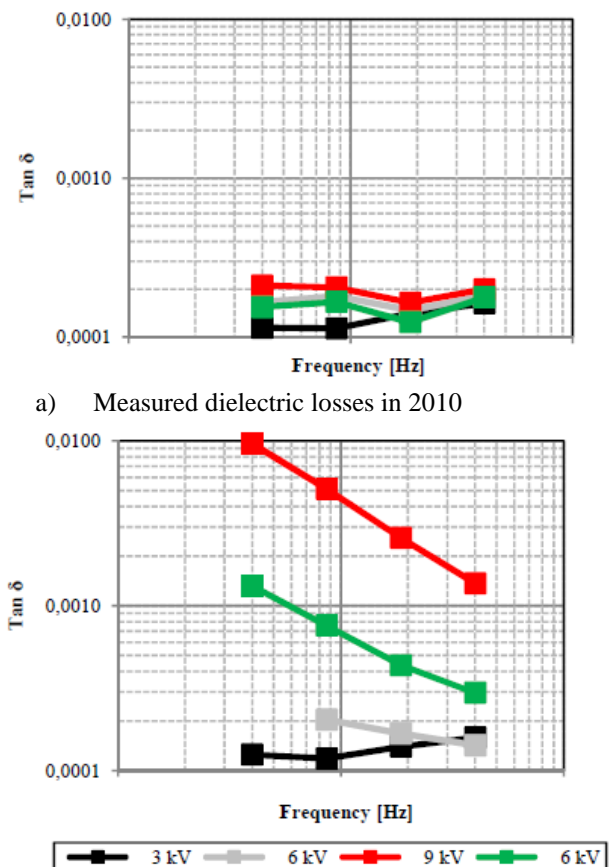 0,0100
0,0010
0,0001
Tan δ
Frequency [Hz]
a) Measured dielectric losses in 2010
0,0100
0,0010
0,0001
Tan δ
Frequency [Hz]
3 kV 6 kV 9 kV 6 kV